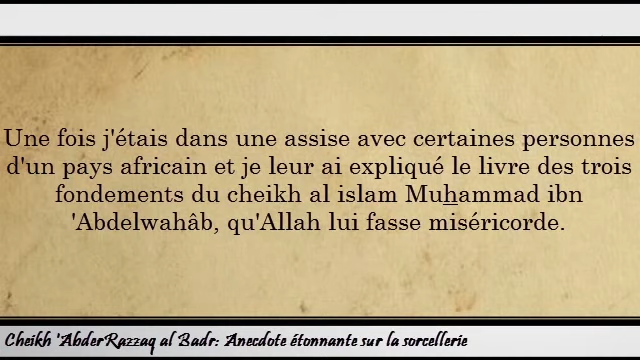 Une fois j'étais dans une assise avec certaines personnes
d'un pays africain et je leur ai expliqué le livre des trois
fondements du cheikh al islam Muẖammad ibn
'Abdelwahâb, qu'Allah lui fasse miséricorde.
Cheikh 'AbderRazzaq al Badr: Anecdote étonnante sur la sorcellerie